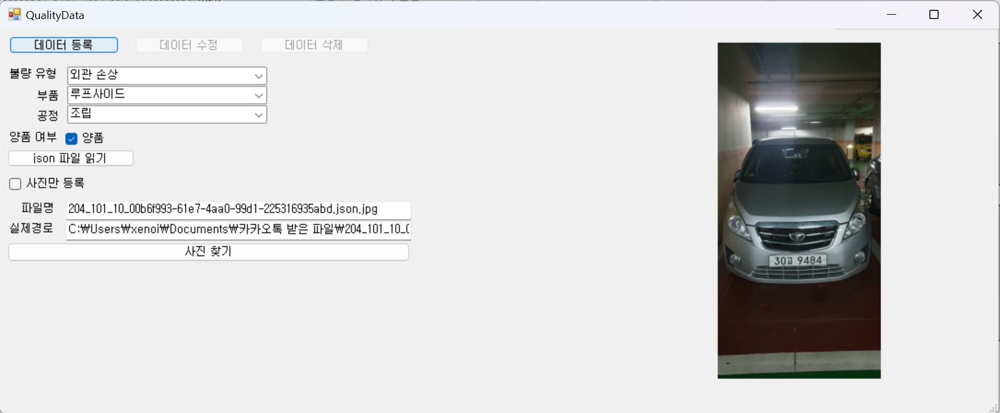 QualityData
데이터 등록 데이터 수정 데이터 삭제
불량 유형 외관 손상
부품 루프사이드
공정 조립
양품 여부 양품
json 파일 읽기
사진만 등록
파일명 204_101_10_00b6f993-61e7-4aa0-99d1-225316935abd.json.jpg
실제경로 C:₩Users₩xenoi₩Documents₩카카오톡 받은 파일₩204_101_10_0
사진 찾기
30고 9484